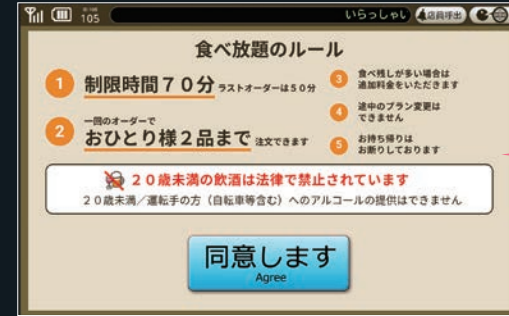 105
いらっしゃい
店員呼出
食べ放題のルール
1 制限時間70分 ラストオーダーは50分
2 一回のオーダーで
おひとり様2品まで 注文できます
3 食べ残しが多い場合は
追加料金をいただきます
4 途中のプラン変更は
できません
5 お持ち帰りは
お断りしております
20歳未満の飲酒は法律で禁止されています
20歳未満/運転手の方(自転車等含む)へのアルコールの提供はできません
同意します
Agree